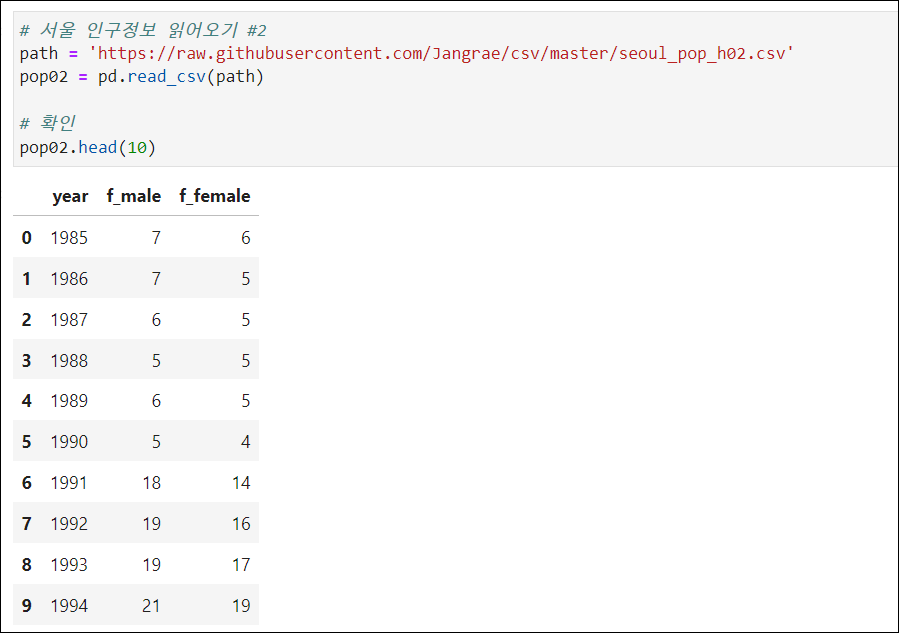 # 서울 인구정보 읽어오기 #2
path = 'https://raw.githubusercontent.com/Jangrae/csv/master/seoul_pop_h02.csv'
pop02 = pd.read_csv(path)
# 확인
pop02.head(10)
year f_male f_female
0 1985 7 6
1 1986 7 5
2 1987 6 5
3 1988 5 5
4 1989 6 5
5 1990 5 4
6 1991 18 14
7 1992 19 16
8 1993 19 17
9 1994 21 19